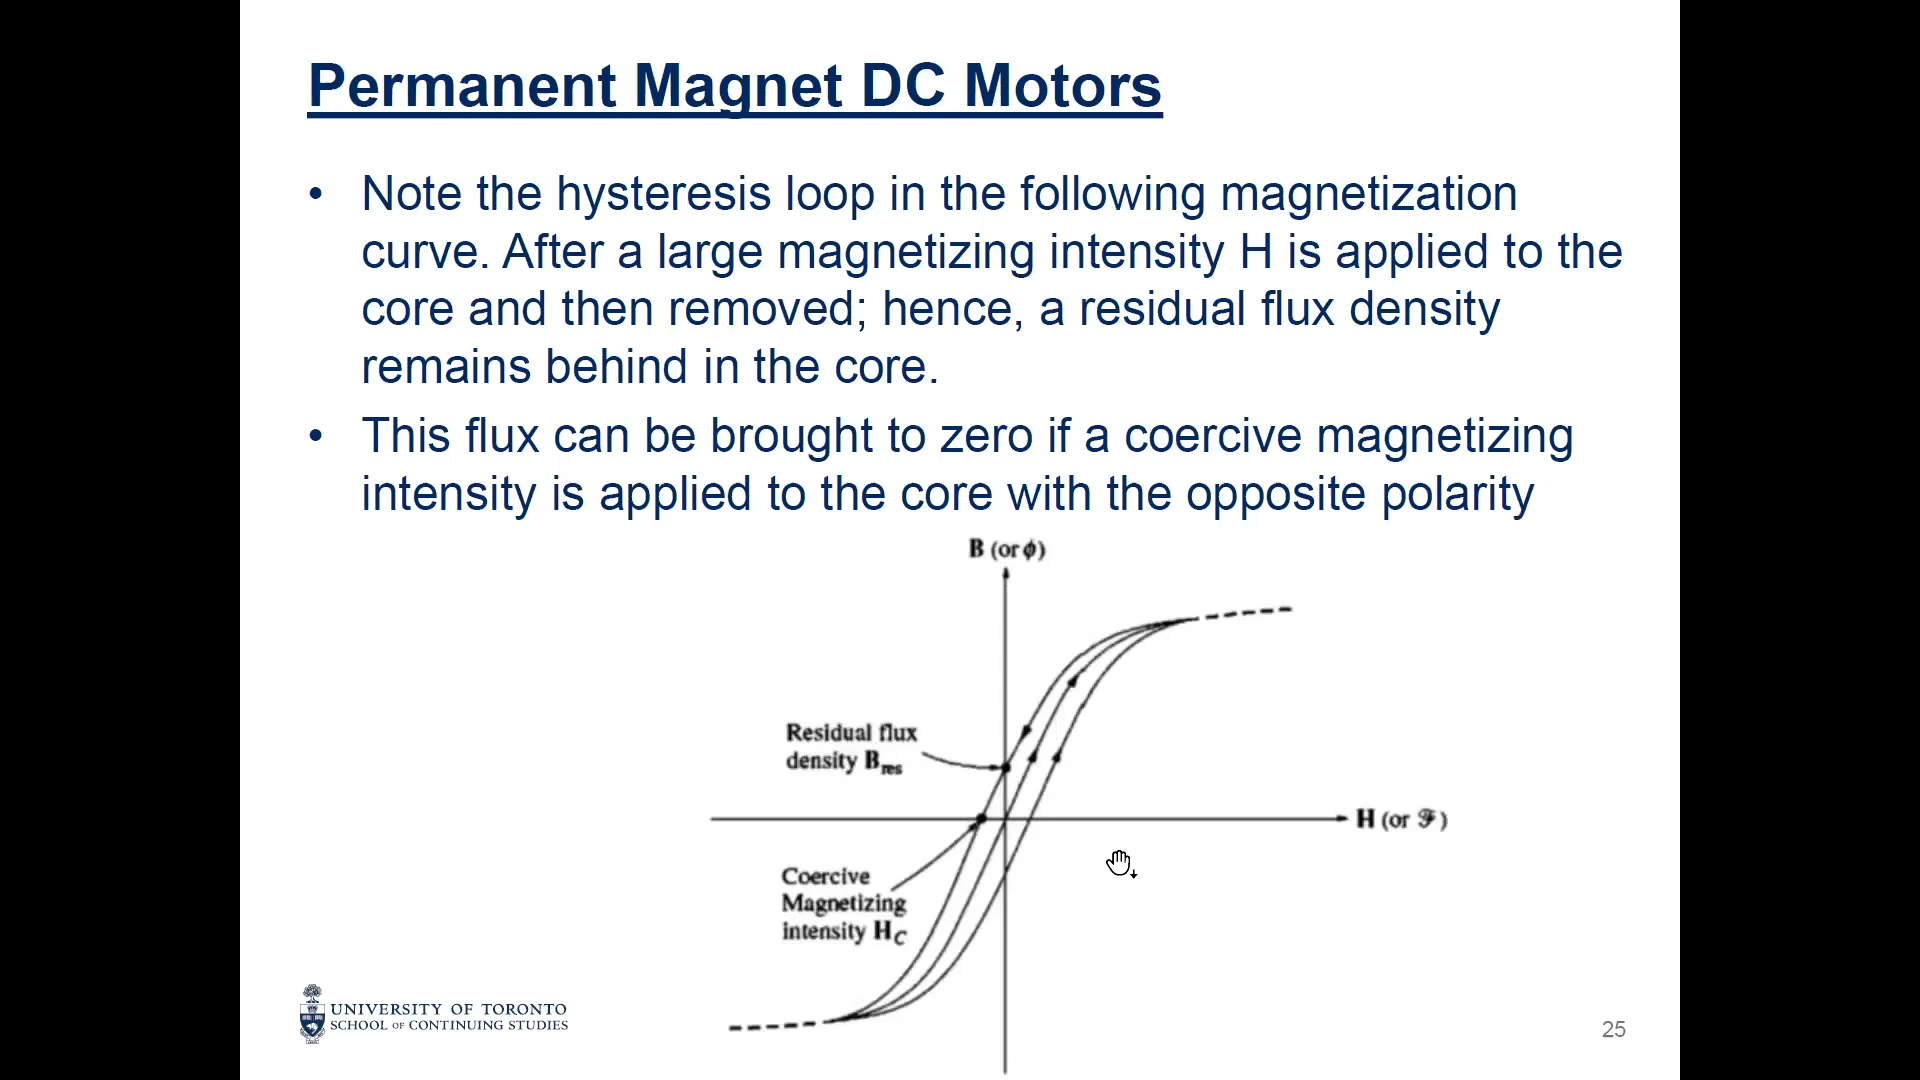 Permanent Magnet DC Motors
• Note the hysteresis loop in the following magnetization
curve. After a large magnetizing intensity H is applied to the
core and then removed; hence, a residual flux density
remains behind in the core.
• This flux can be brought to zero if a coercive magnetizing
intensity is applied to the core with the opposite polarity
B (or ϕ)
Residual flux
density B_res
H (or ℱ)
Coercive
Magnetizing
intensity H_C
UNIVERSITY OF TORONTO
SCHOOL OF CONTINUING STUDIES
25